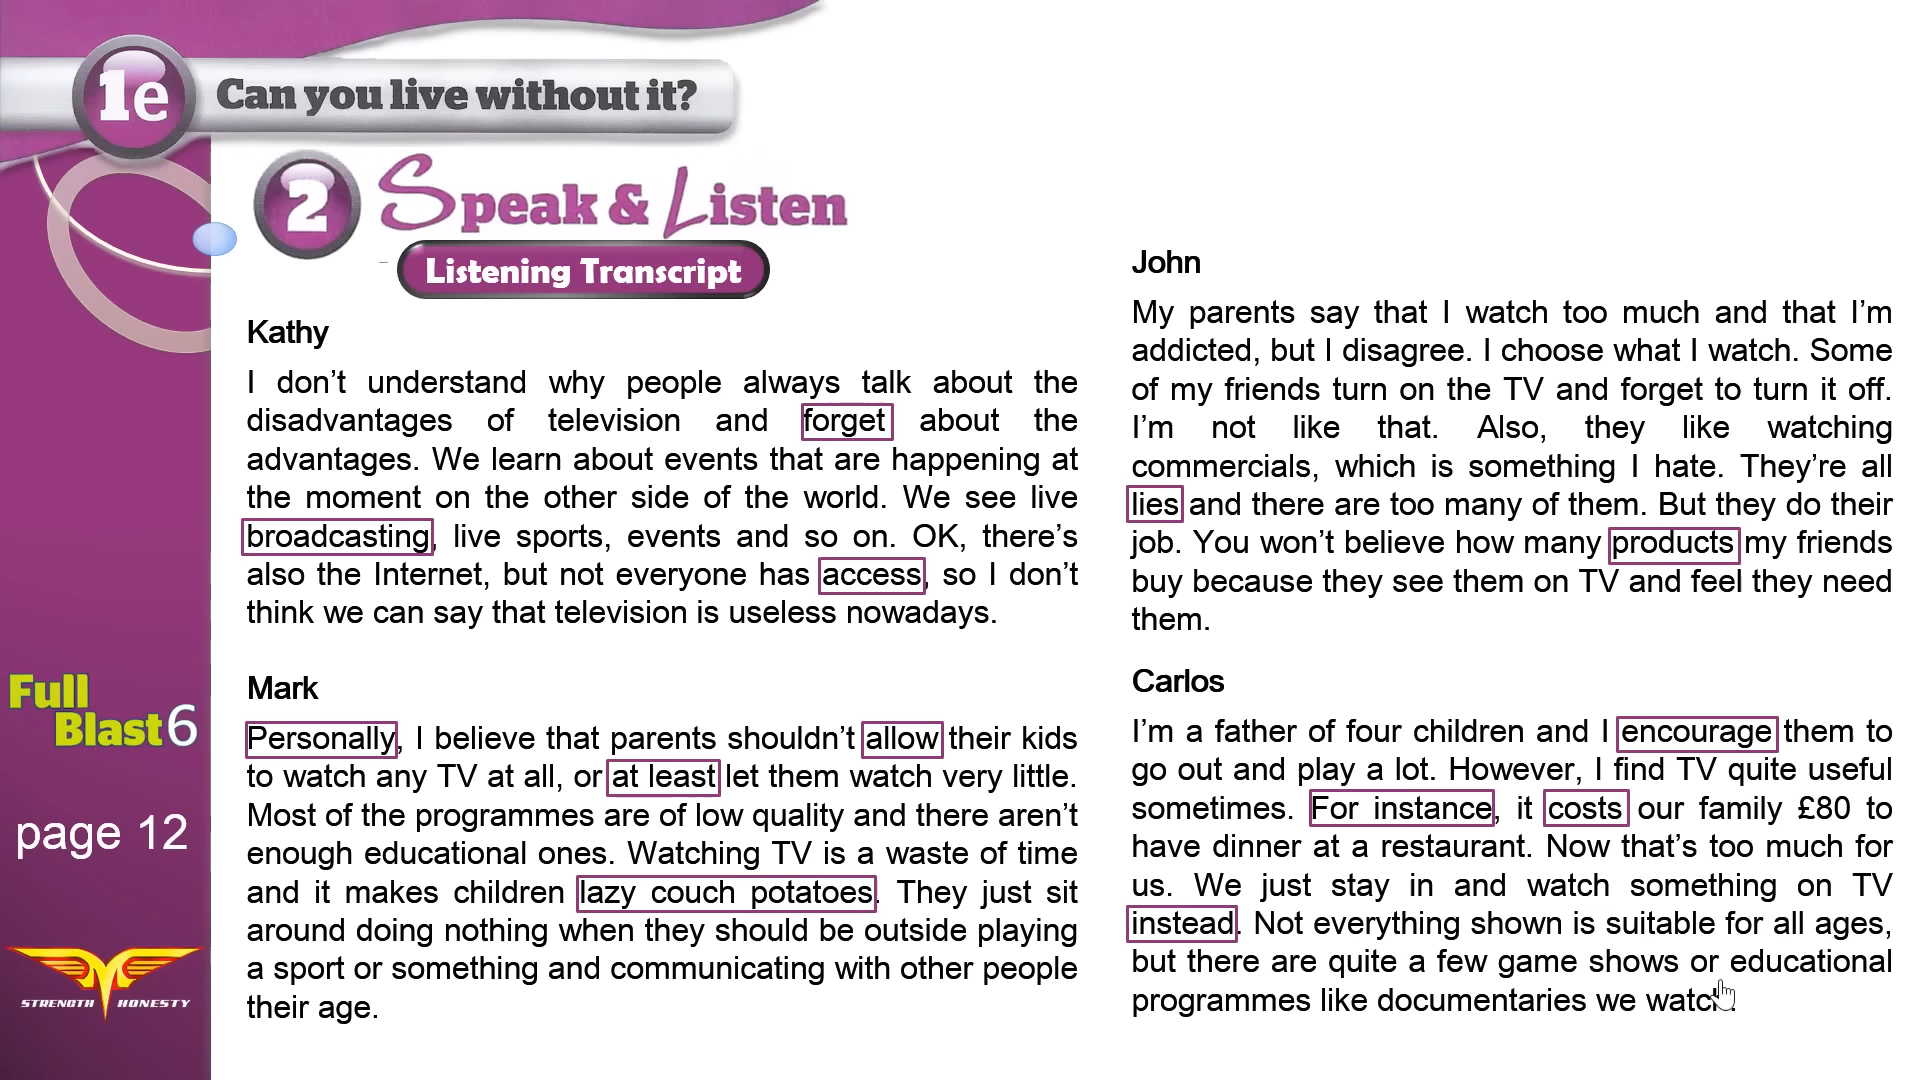 1e Can you live without it?
2 Speak & Listen
Listening Transcript
Kathy
I don’t understand why people always talk about the
disadvantages of television and forget about the
advantages. We learn about events that are happening at
the moment on the other side of the world. We see live
broadcasting, live sports, events and so on. OK, there’s
also the Internet, but not everyone has access, so I don’t
think we can say that television is useless nowadays.
Mark
Personally, I believe that parents shouldn’t allow their kids
to watch any TV at all, or at least let them watch very little.
Most of the programmes are of low quality and there aren’t
enough educational ones. Watching TV is a waste of time
and it makes children lazy couch potatoes. They just sit
around doing nothing when they should be outside playing
a sport or something and communicating with other people
their age.
John
My parents say that I watch too much and that I’m
addicted, but I disagree. I choose what I watch. Some
of my friends turn on the TV and forget to turn it off.
I’m not like that. Also, they like watching
commercials, which is something I hate. They’re all
lies and there are too many of them. But they do their
job. You won’t believe how many products my friends
buy because they see them on TV and feel they need
them.
Carlos
I’m a father of four children and I encourage them to
go out and play a lot. However, I find TV quite useful
sometimes. For instance, it costs our family £80 to
have dinner at a restaurant. Now that’s too much for
us. We just stay in and watch something on TV
instead. Not everything shown is suitable for all ages,
but there are quite a few game shows or educational
programmes like documentaries we watch.
Full
Blast 6
page 12
STRENGTH HONESTY